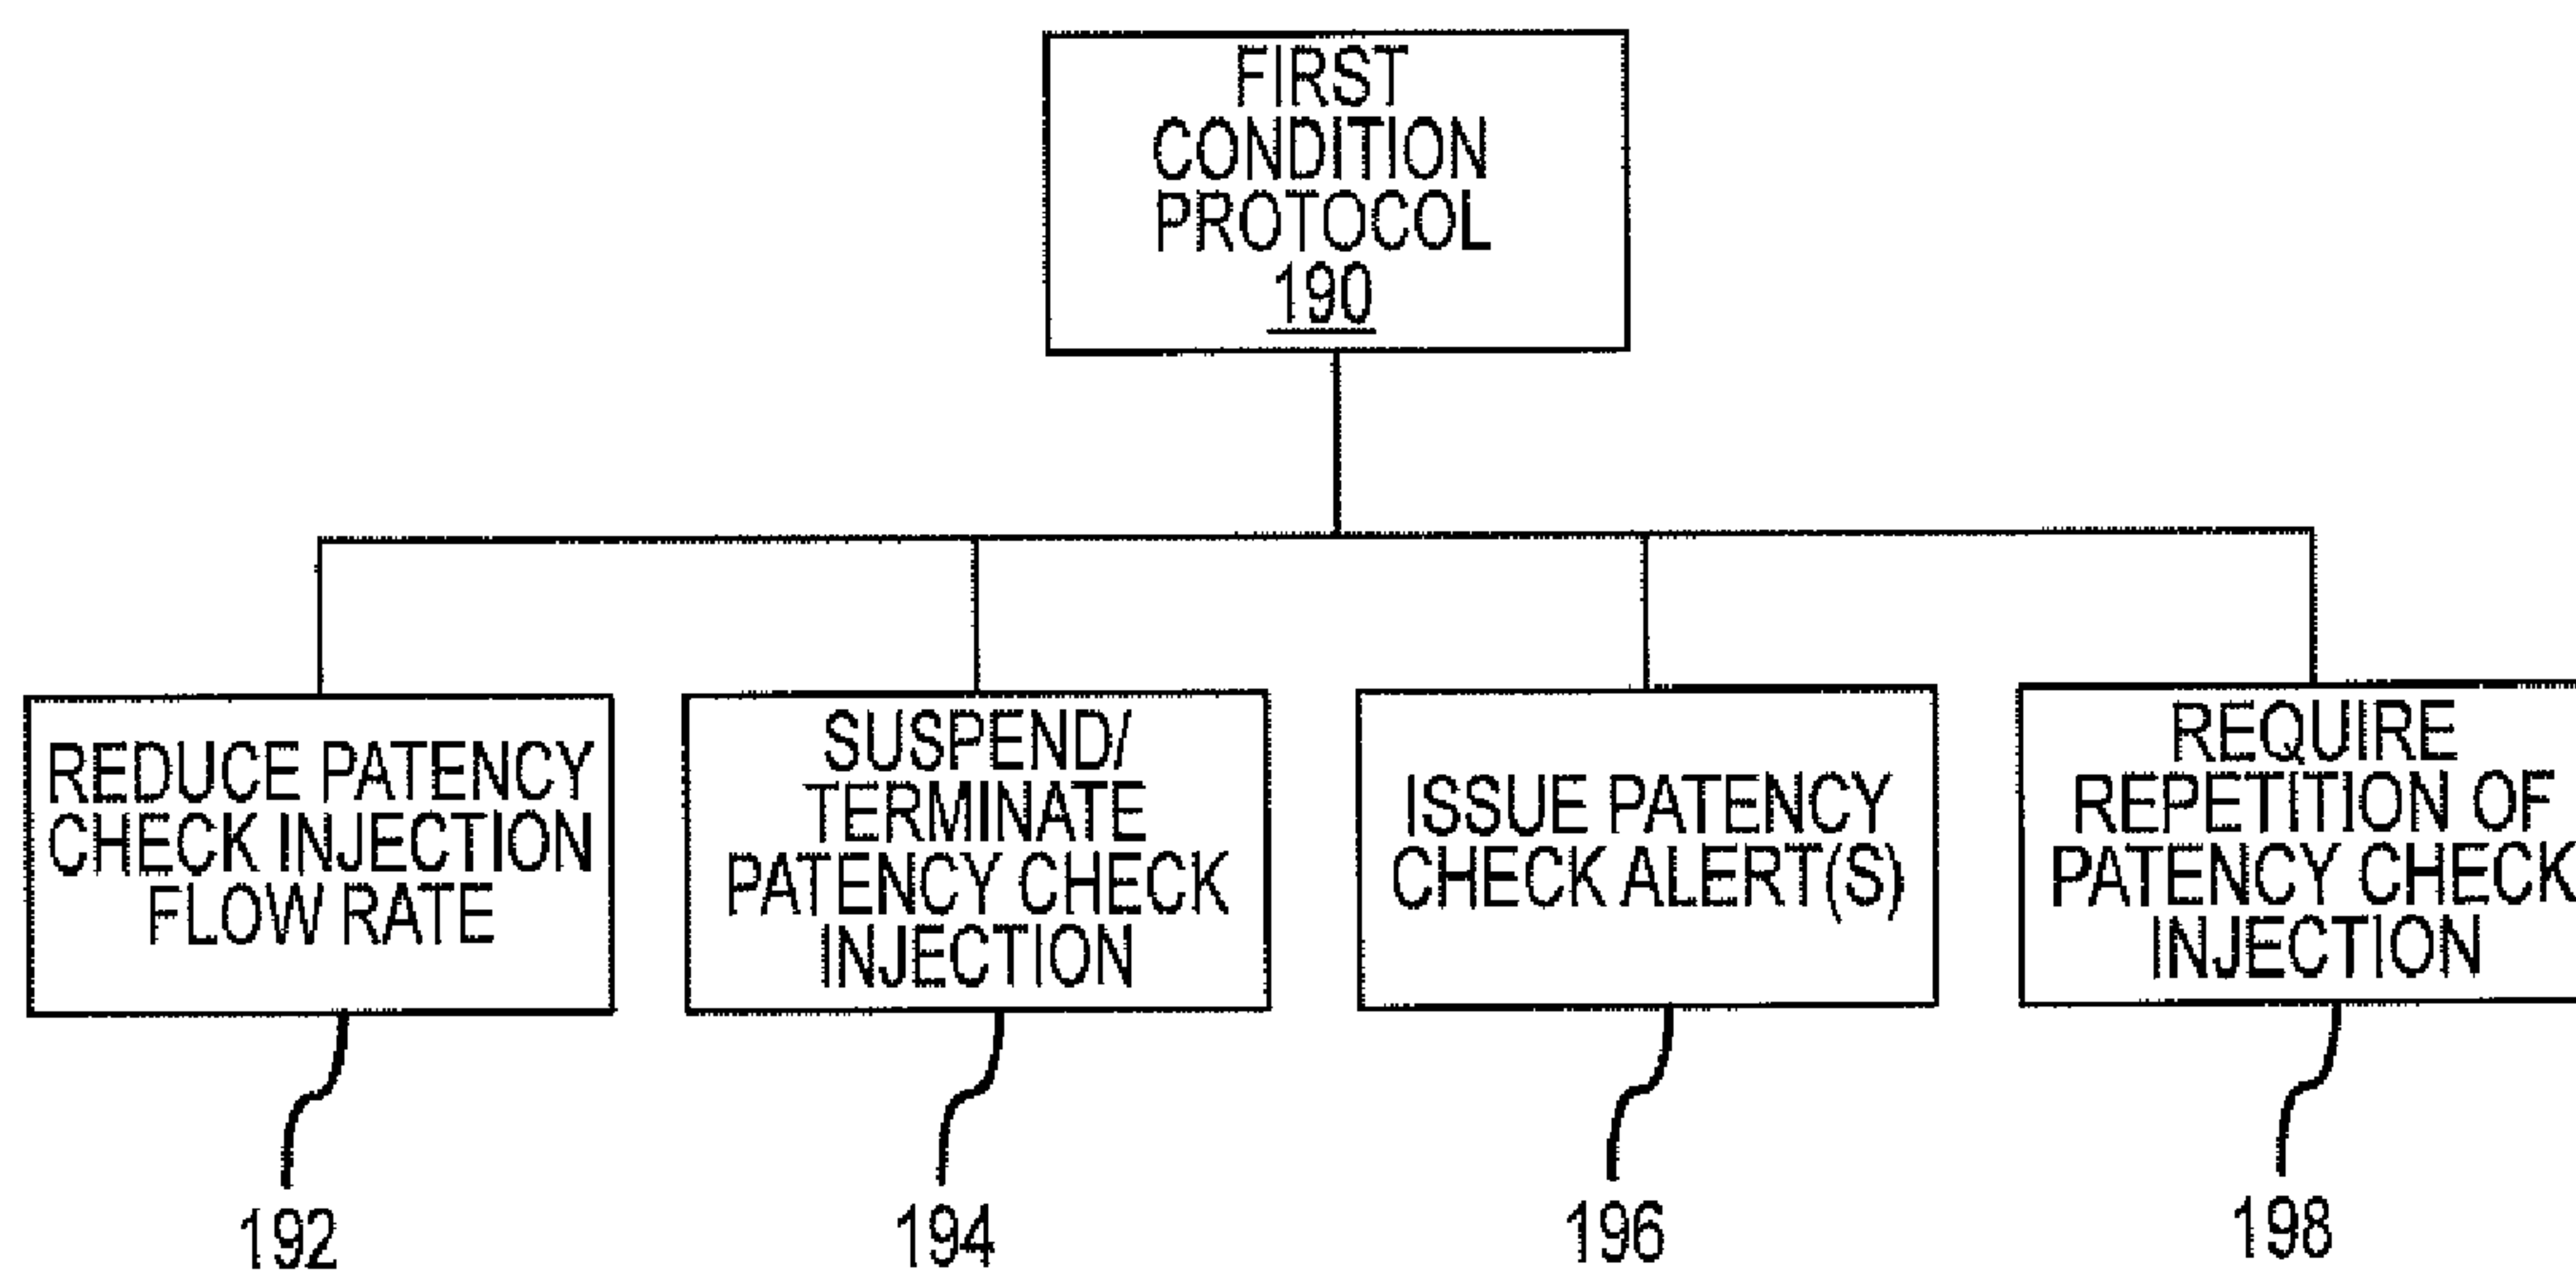 FIRST
CONDITION
PROTOCOL
190
REDUCE PATENCY
CHECK INJECTION
FLOW RATE
SUSPEND/
TERMINATE
PATENCY CHECK
INJECTION
ISSUE PATENCY
CHECK ALERT(S)
REQUIRE
REPETITION OF
PATENCY CHECK
INJECTION
192
194
196
198